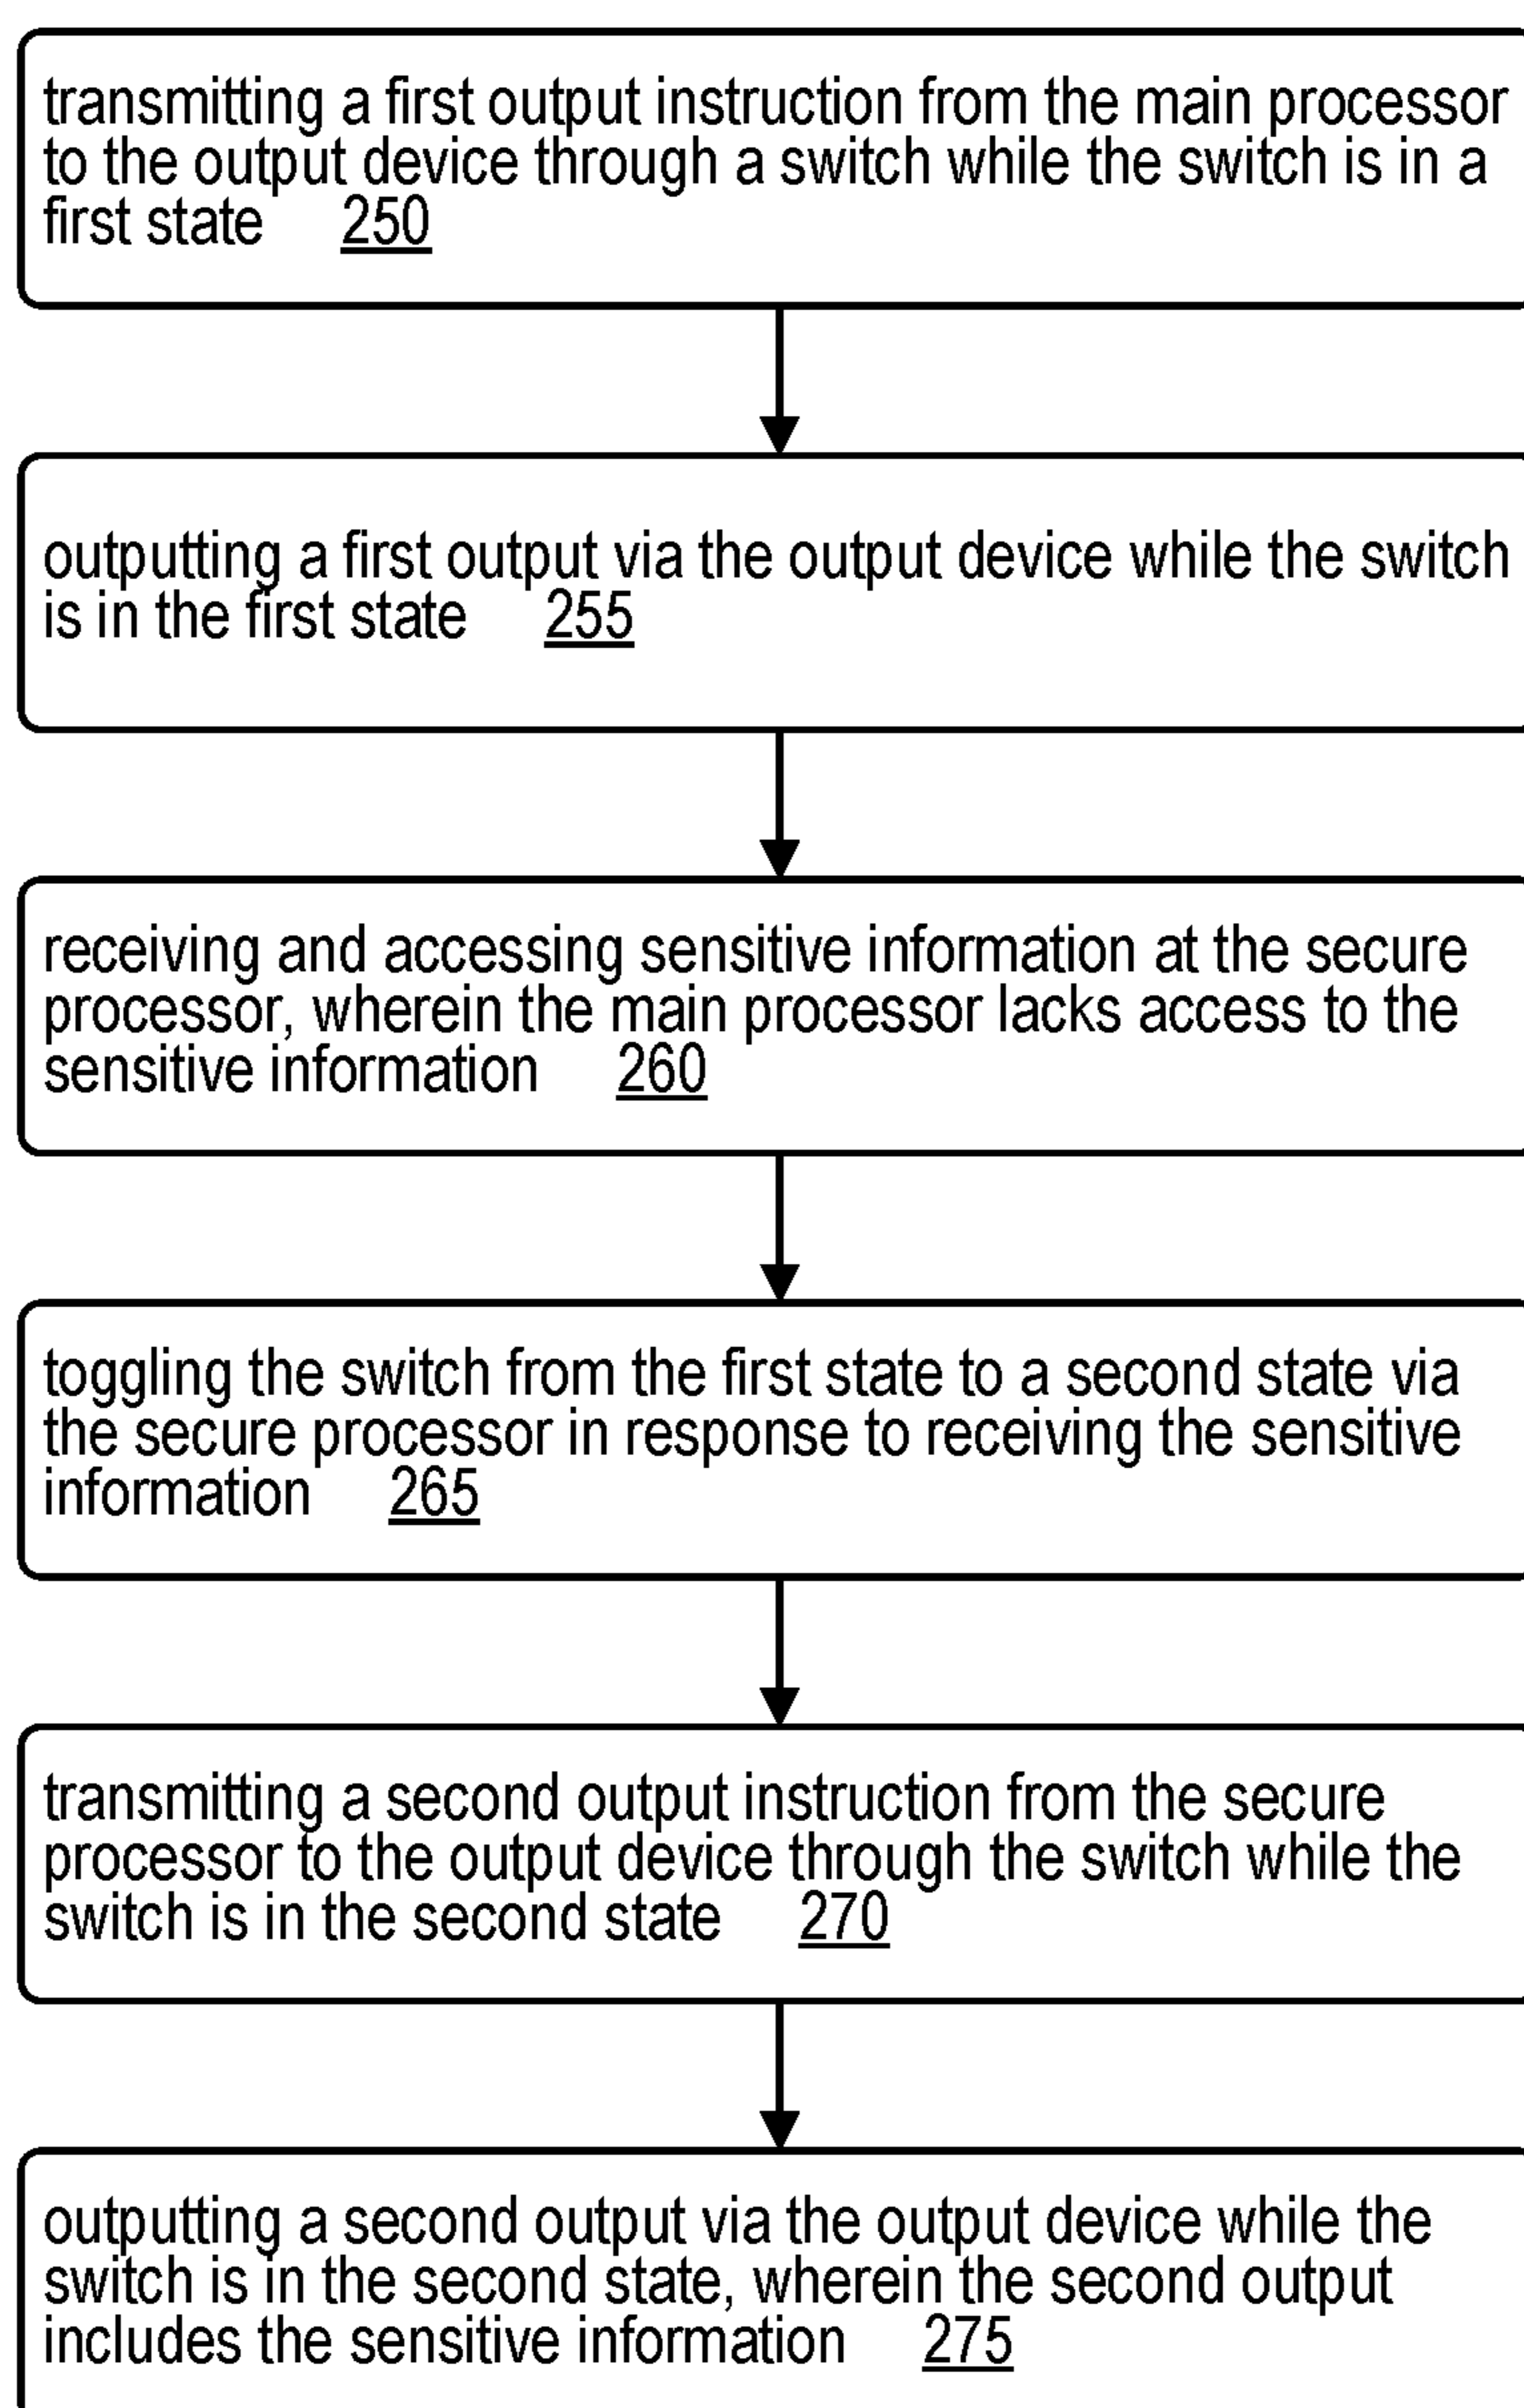 transmitting a first output instruction from the main processor
to the output device through a switch while the switch is in a
first state 250
outputting a first output via the output device while the switch
is in the first state 255
receiving and accessing sensitive information at the secure
processor, wherein the main processor lacks access to the
sensitive information 260
toggling the switch from the first state to a second state via
the secure processor in response to receiving the sensitive
information 265
transmitting a second output instruction from the secure
processor to the output device through the switch while the
switch is in the second state 270
outputting a second output via the output device while the
switch is in the second state, wherein the second output
includes the sensitive information 275